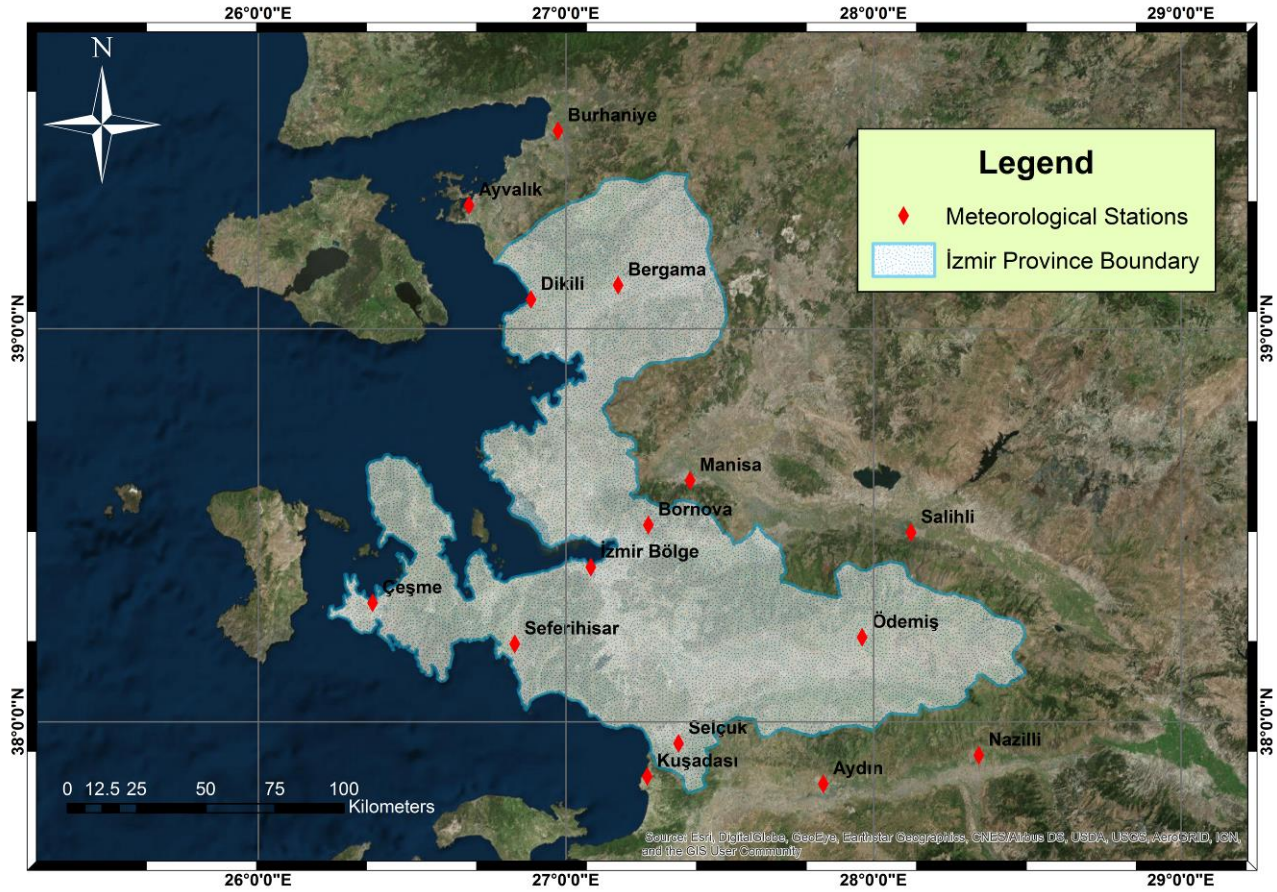 26°0'0"E 27°0'0"E 28°0'0"E 29°0'0"E
N
Burhaniye
Legend
Ayvalık
Meteorological Stations
İzmir Province Boundary
Bergama
Dikili
39°0'0"N 39°0'0"N
Manisa
Bornova
Salihli
İzmir Bölge
Çeşme
Ödemiş
Seferihisar
38°0'0"N 38°0'0"N
Selçuk
Nazilli
Kuşadası
Aydın
0 12.5 25 50 75 100
Kilometers
Source: Esri, DigitalGlobe, GeoEye, Earthstar Geographics, CNES/Airbus DS, USDA, USGS, AeroGRID, IGN,
and the GIS User Community
26°0'0"E 27°0'0"E 28°0'0"E 29°0'0"E